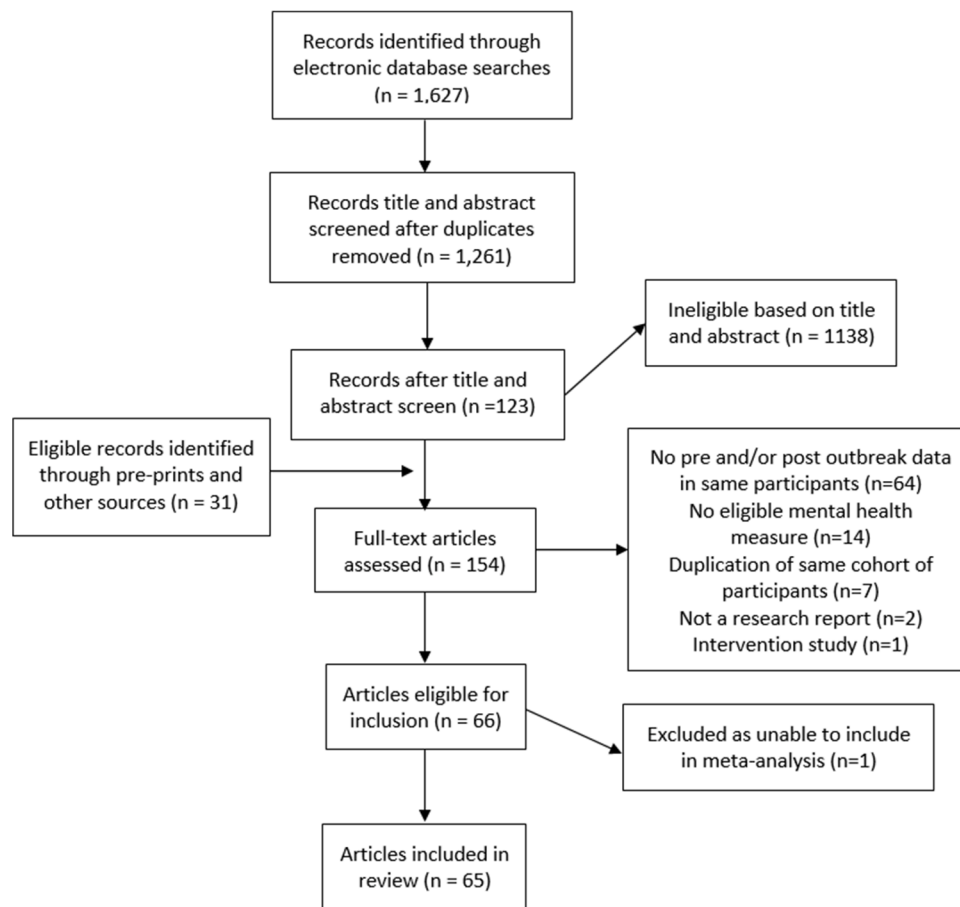 Records identified through
electronic database searches
(n = 1,627)
Records title and abstract
screened after duplicates
removed (n = 1,261)
Ineligible based on title
and abstract (n = 1138)
Records after title and
abstract screen (n =123)
Eligible records identified
through pre-prints and
other sources (n = 31)
No pre and/or post outbreak data
in same participants (n=64)
No eligible mental health
measure (n=14)
Duplication of same cohort of
participants (n=7)
Not a research report (n=2)
Intervention study (n=1)
Full-text articles
assessed (n = 154)
Articles eligible for
inclusion (n = 66)
Excluded as unable to include
in meta-analysis (n=1)
Articles included in
review (n = 65)